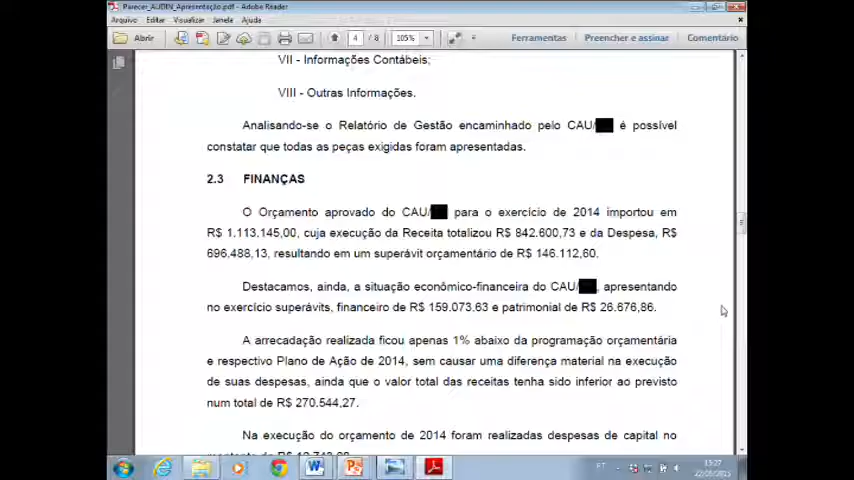 Parecer_AUDIN_Apresentação.pdf - Adobe Reader
Arquivo Editar Visualizar Janela Ajuda
Abrir 4 / 8 105% Ferramentas Preencher e assinar Comentário
VII - Informações Contábeis;
VIII - Outras Informações.
Analisando-se o Relatório de Gestão encaminhado pelo CAU/ é possível
constatar que todas as peças exigidas foram apresentadas.
2.3 FINANÇAS
O Orçamento aprovado do CAU/ para o exercício de 2014 importou em
R$ 1.113.145,00, cuja execução da Receita totalizou R$ 842.600,73 e da Despesa, R$
696,488,13, resultando em um superávit orçamentário de R$ 146.112,60.
Destacamos, ainda, a situação econômico-financeira do CAU/ , apresentando
no exercício superávits, financeiro de R$ 159.073,63 e patrimonial de R$ 26.676,86.
A arrecadação realizada ficou apenas 1% abaixo da programação orçamentária
e respectivo Plano de Ação de 2014, sem causar uma diferença material na execução
de suas despesas, ainda que o valor total das receitas tenha sido inferior ao previsto
num total de R$ 270.544,27.
Na execução do orçamento de 2014 foram realizadas despesas de capital no
PT 15:27